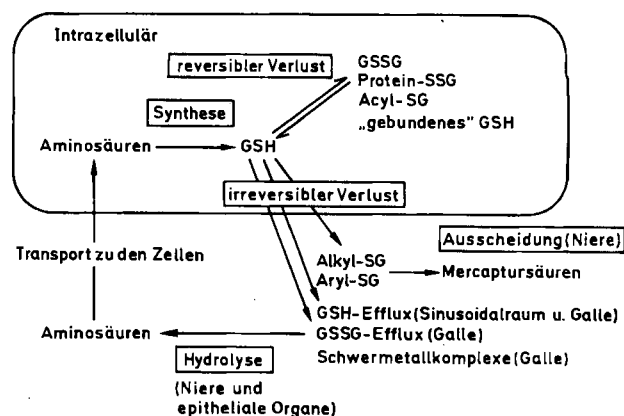 Intrazellulär
reversibler Verlust
GSSG
Protein-SSG
Acyl-SG
„gebundenes” GSH
Synthese
Aminosäuren
GSH
irreversibler Verlust
Transport zu den Zellen
Ausscheidung (Niere)
Alkyl-SG
Aryl-SG
Mercaptursäuren
GSH-Efflux (Sinusoidalraum u. Galle)
Aminosäuren
GSSG-Efflux (Galle)
Schwermetallkomplexe (Galle)
Hydrolyse
(Niere und
epitheliale Organe)